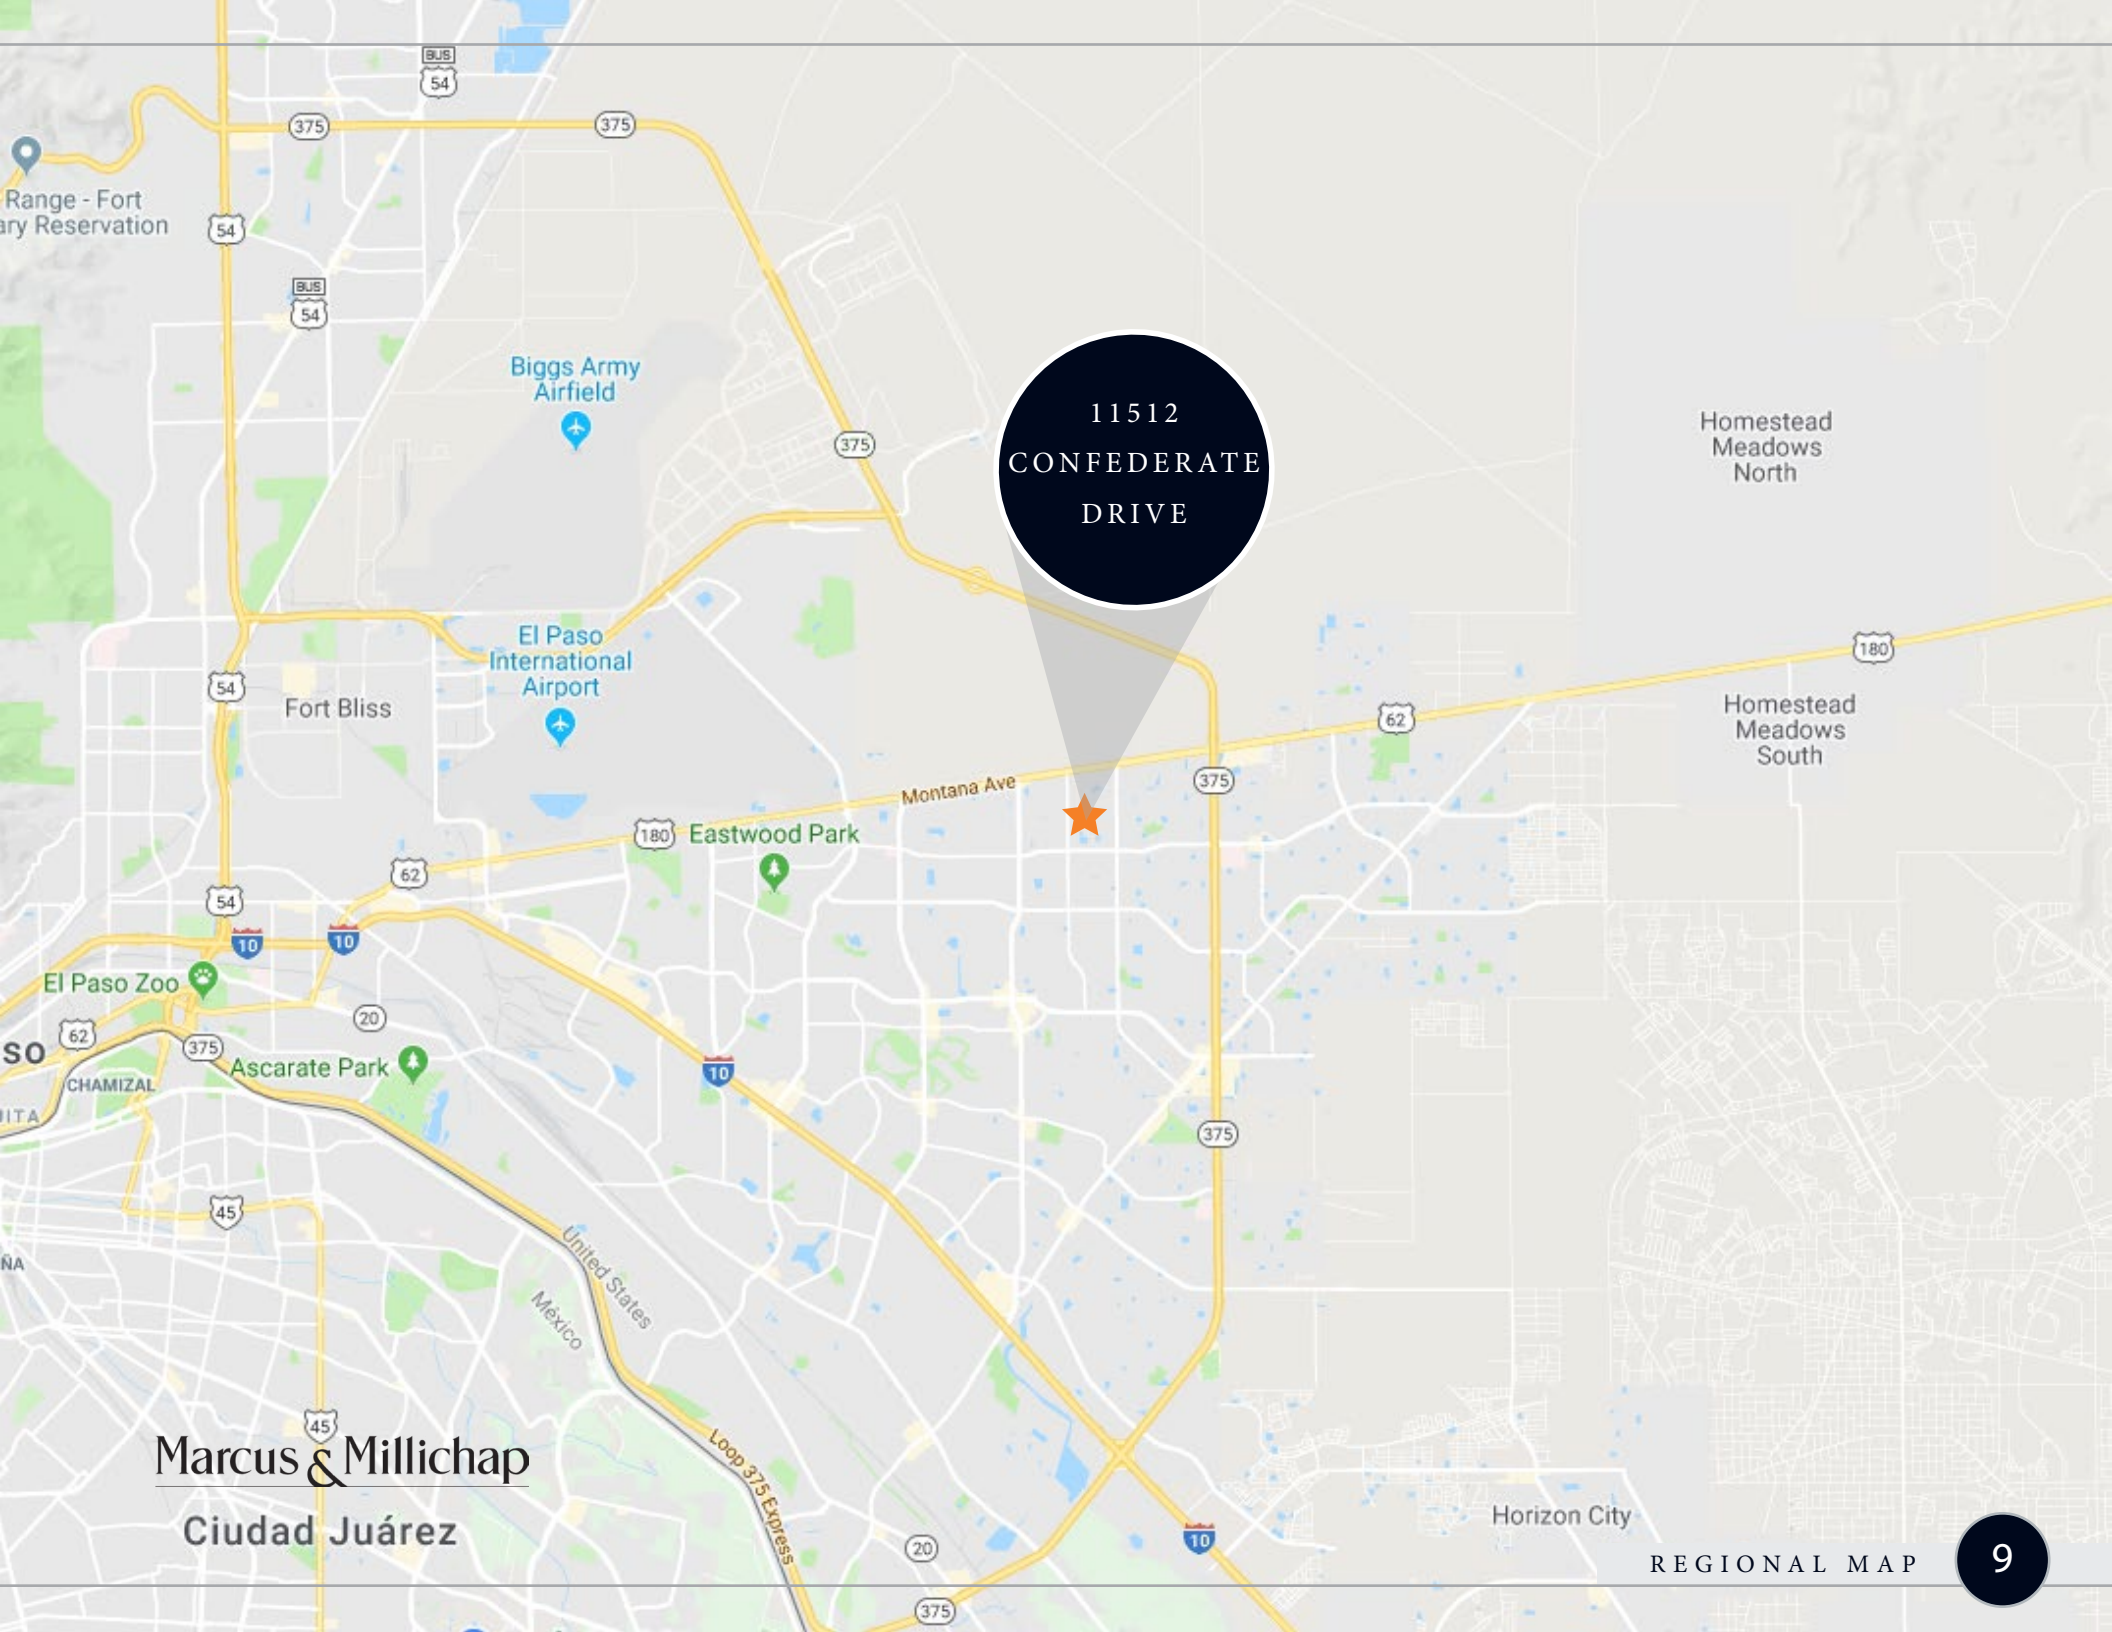 BUS
54
375
375
Range - Fort
ary Reservation
54
BUS
54
Biggs Army
Airfield
375
11512
CONFEDERATE
DRIVE
Homestead
Meadows
North
El Paso
International
Airport
54
Fort Bliss
180
62
Homestead
Meadows
South
375
Montana Ave
180
Eastwood Park
62
54
10
10
El Paso Zoo
20
62
375
SO
Ascarate Park
10
CHAMIZAL
UITA
375
45
United States
ÑA
México
45
Marcus & Millichap
Loop 375 Express
Ciudad Juárez
Horizon City
10
20
REGIONAL MAP
9
375